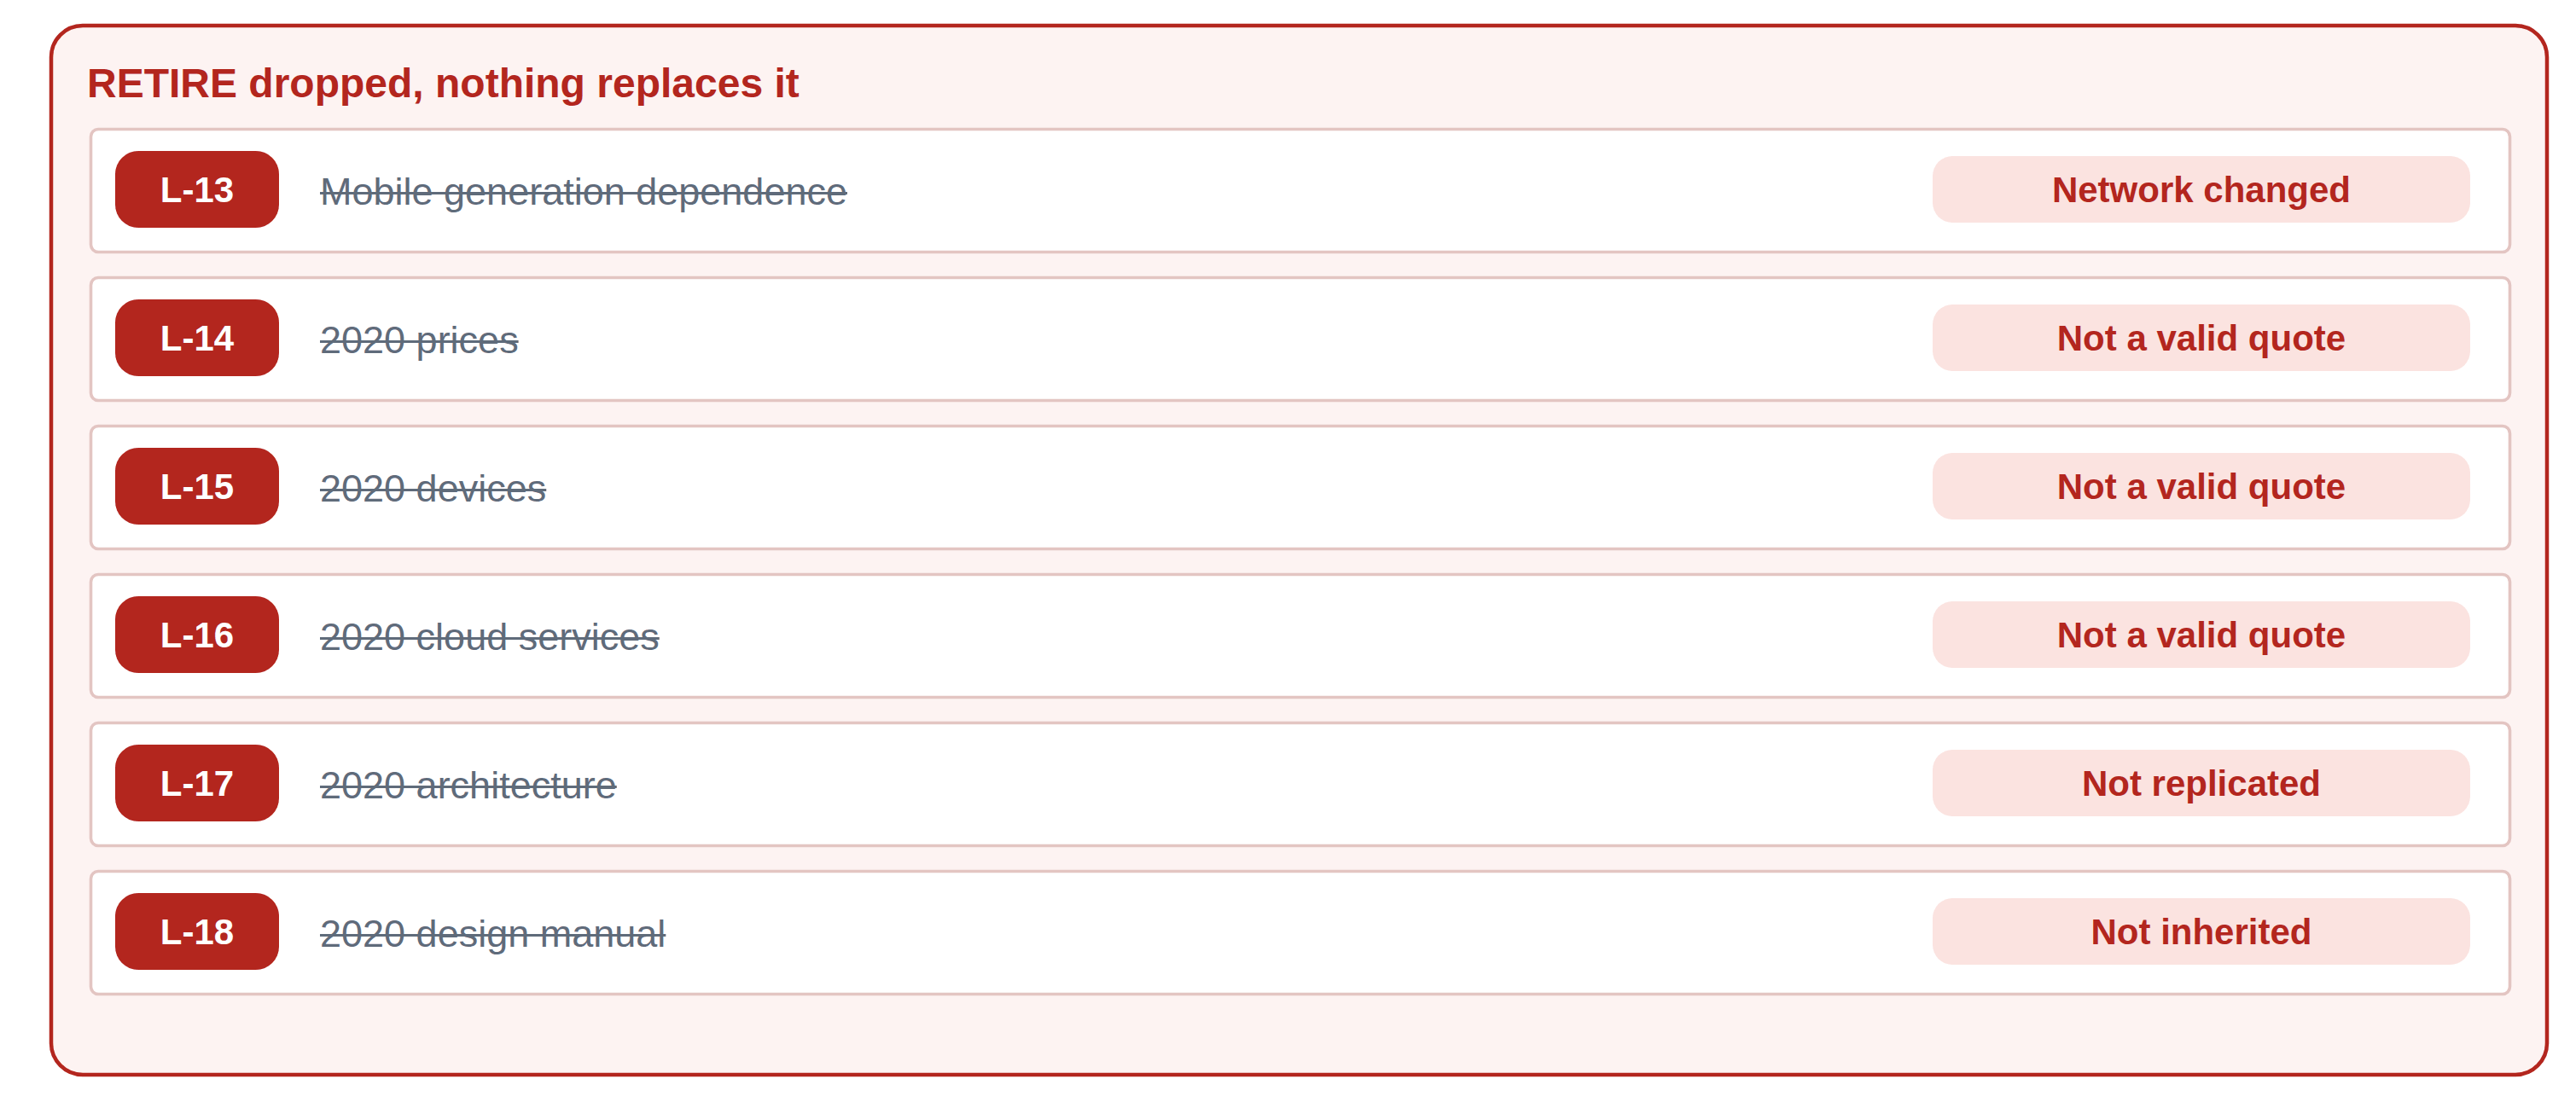 RETIRE dropped, nothing replaces it
L-13 Mobile generation dependence Network changed
L-14 2020 prices Not a valid quote
L-15 2020 devices Not a valid quote
L-16 2020 cloud services Not a valid quote
L-17 2020 architecture Not replicated
L-18 2020 design manual Not inherited